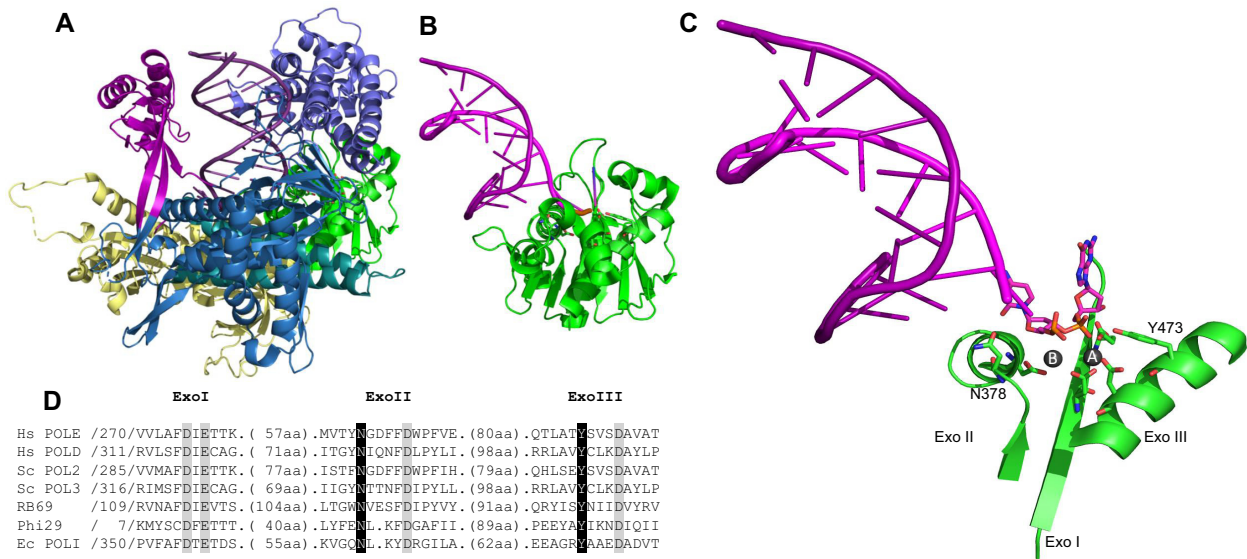 A
B
C
Y473
B
A
N378
Exo II
Exo III
Exo I
D
ExoI ExoII ExoIII
Hs POLE /270/VVLAFDIETTK.( 57aa).MVTYNGDFFDWPFVE.(80aa).QTLATYSVSDAVAT
Hs POLD /311/RVLSFDIECAG.( 71aa).ITGYNIQNFDLPYLI.(98aa).RRLAVYCLKDAYLP
Sc POL2 /285/VVMAFDIETTK.( 77aa).ISTFNGDFFDWPFIH.(79aa).QHLSEYSVSDAVAT
Sc POL3 /316/RIMSFDIECAG.( 69aa).IIGYNTTNFDIPYLL.(98aa).RRLAVYCLKDAYLP
RB69 /109/RVNAFDIEVTS.(104aa).LTGWNVESFDIPYVY.(91aa).QRYISYNIIDVYRV
Phi29 / 7/KMYSCDFETTT.( 40aa).LYFENL.KFDGAFII.(89aa).PEEYAYIKNDIQII
Ec POLI /350/PVFAFDTETDS.( 55aa).KVGQNLKYDRGILA.(62aa).EEAGRYAAEDADVT